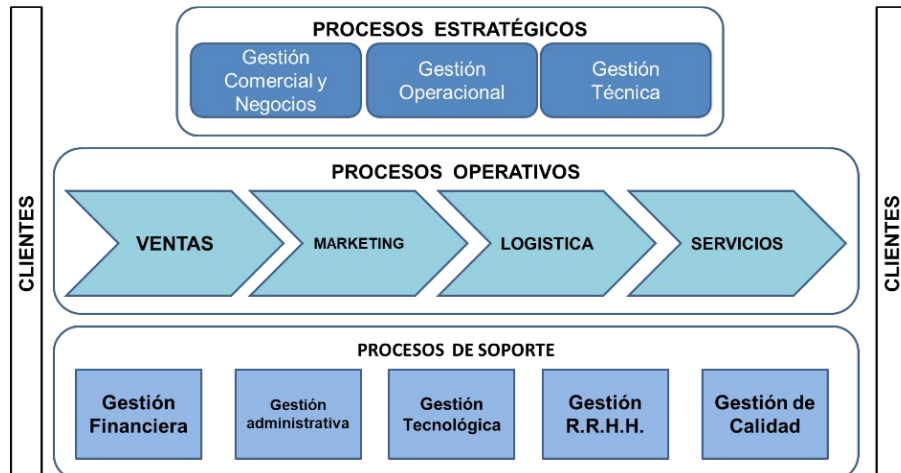 PROCESOS ESTRATÉGICOS
Gestión
Comercial y
Negocios
Gestión
Operacional
Gestión
Técnica
CLIENTES
PROCESOS OPERATIVOS
VENTAS
MARKETING
LOGISTICA
SERVICIOS
CLIENTES
PROCESOS DE SOPORTE
Gestión
Financiera
Gestión
administrativa
Gestión
Tecnológica
Gestión
R.R.H.H.
Gestión de
Calidad